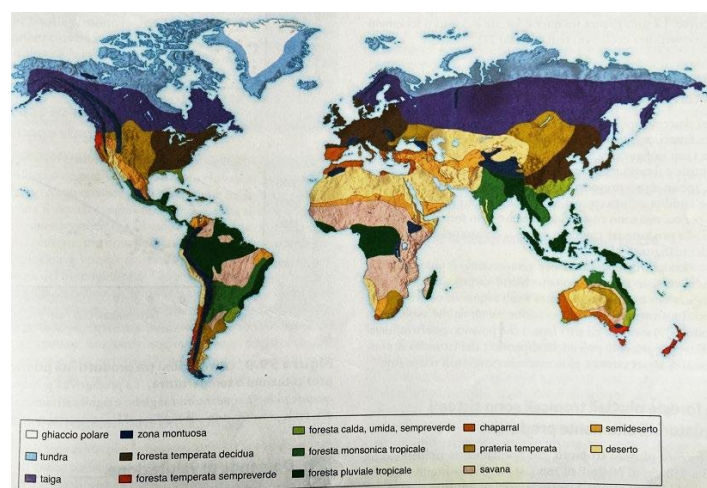 ghiaccio polare
tundra
taiga
zona montuosa
foresta temperata decidua
foresta temperata sempreverde
foresta calda, umida, sempreverde
foresta monsonica tropicale
foresta pluviale tropicale
chaparral
prateria temperata
savana
semideserto
deserto